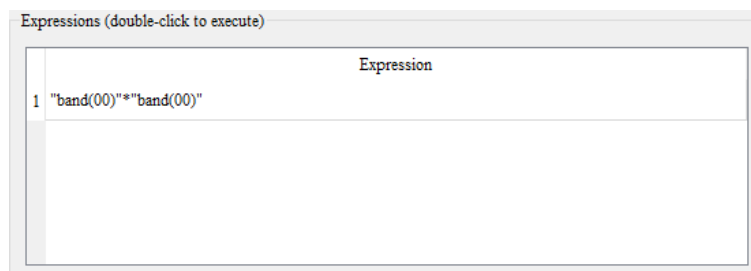 Expressions (double-click to execute)
Expression
1 "band(00)"*"band(00)"